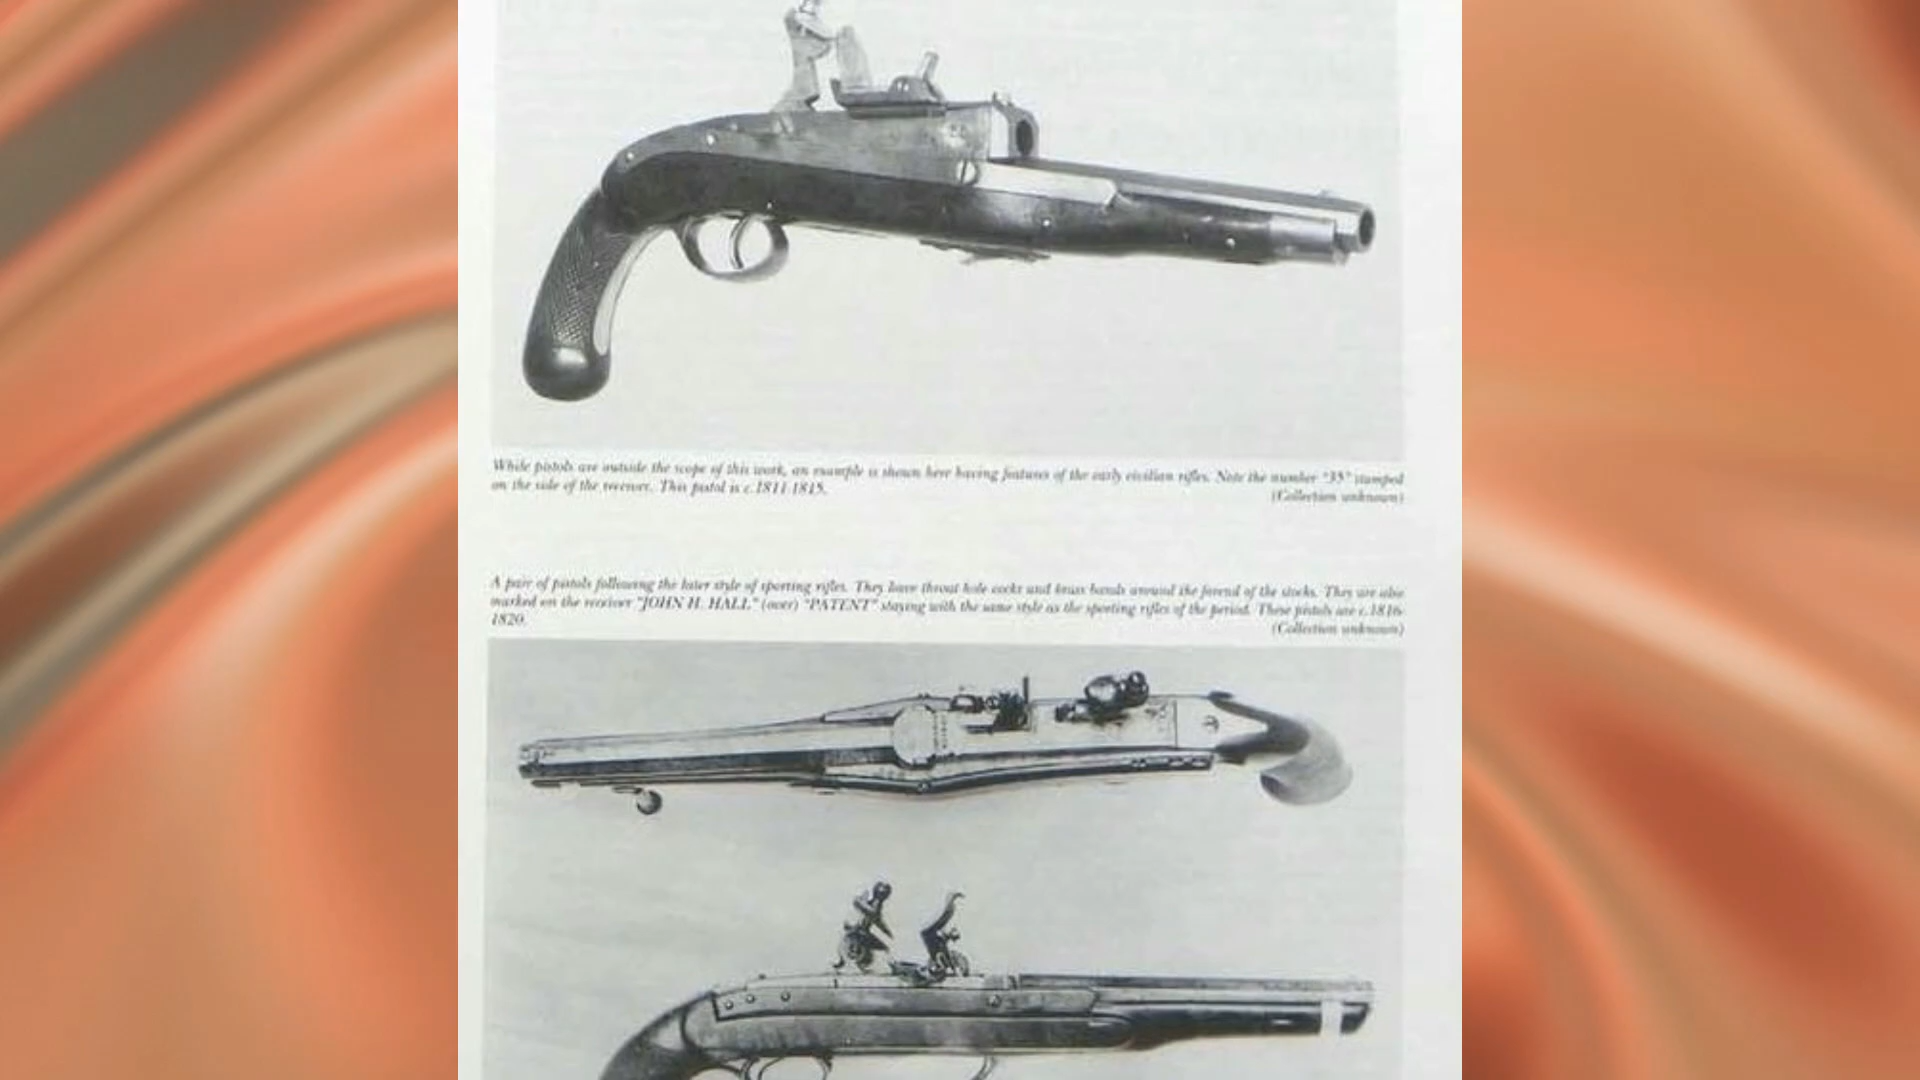 While pistols are outside the scope of this work, an example is shown here having features of the early civilian rifles. Note the number "35" stamped
on the side of the receiver. This pistol is c.1811-1815.
(Collection unknown)
A pair of pistols following the later style of sporting rifles. They have throat hole cocks and brass bands around the forend of the stocks. They are also
marked on the receiver "JOHN H. HALL" (over) "PATENT" staying with the same style as the sporting rifles of the period. These pistols are c.1816-
1820.
(Collection unknown)